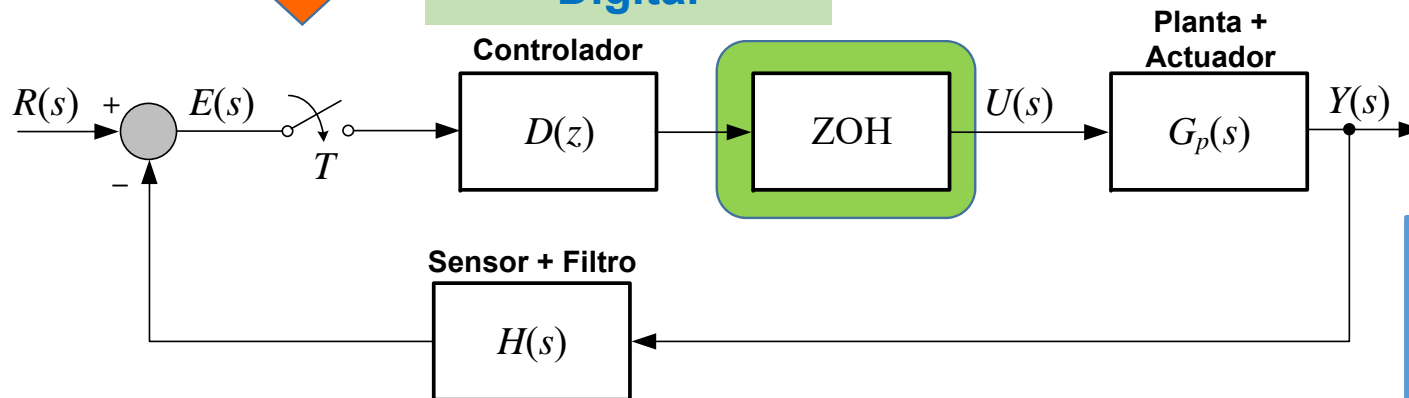 Digital
Planta +
Actuador
Controlador
R(s)
+
E(s)
T
D(z)
ZOH
U(s)
G_p(s)
Y(s)
−
Sensor + Filtro
H(s)